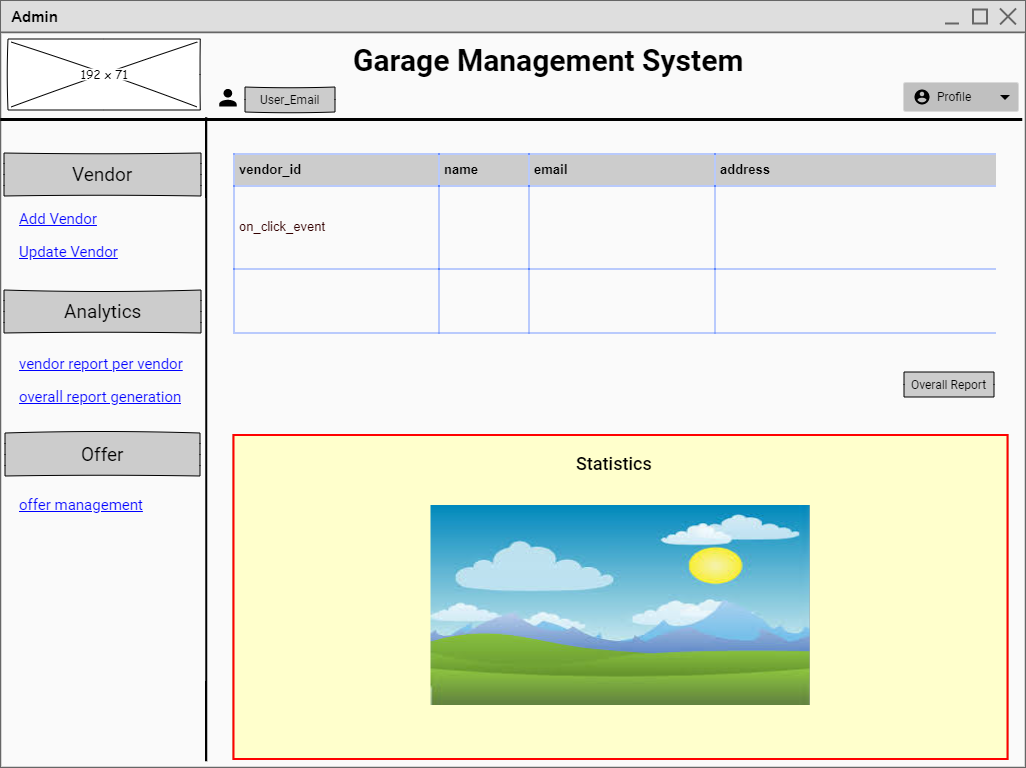 Admin
192 x 71
Garage Management System
User_Email
Profile
Vendor
Add Vendor
Update Vendor
Analytics
vendor report per vendor
overall report generation
Offer
offer management
vendor_id name email address
on_click_event
Overall Report
Statistics